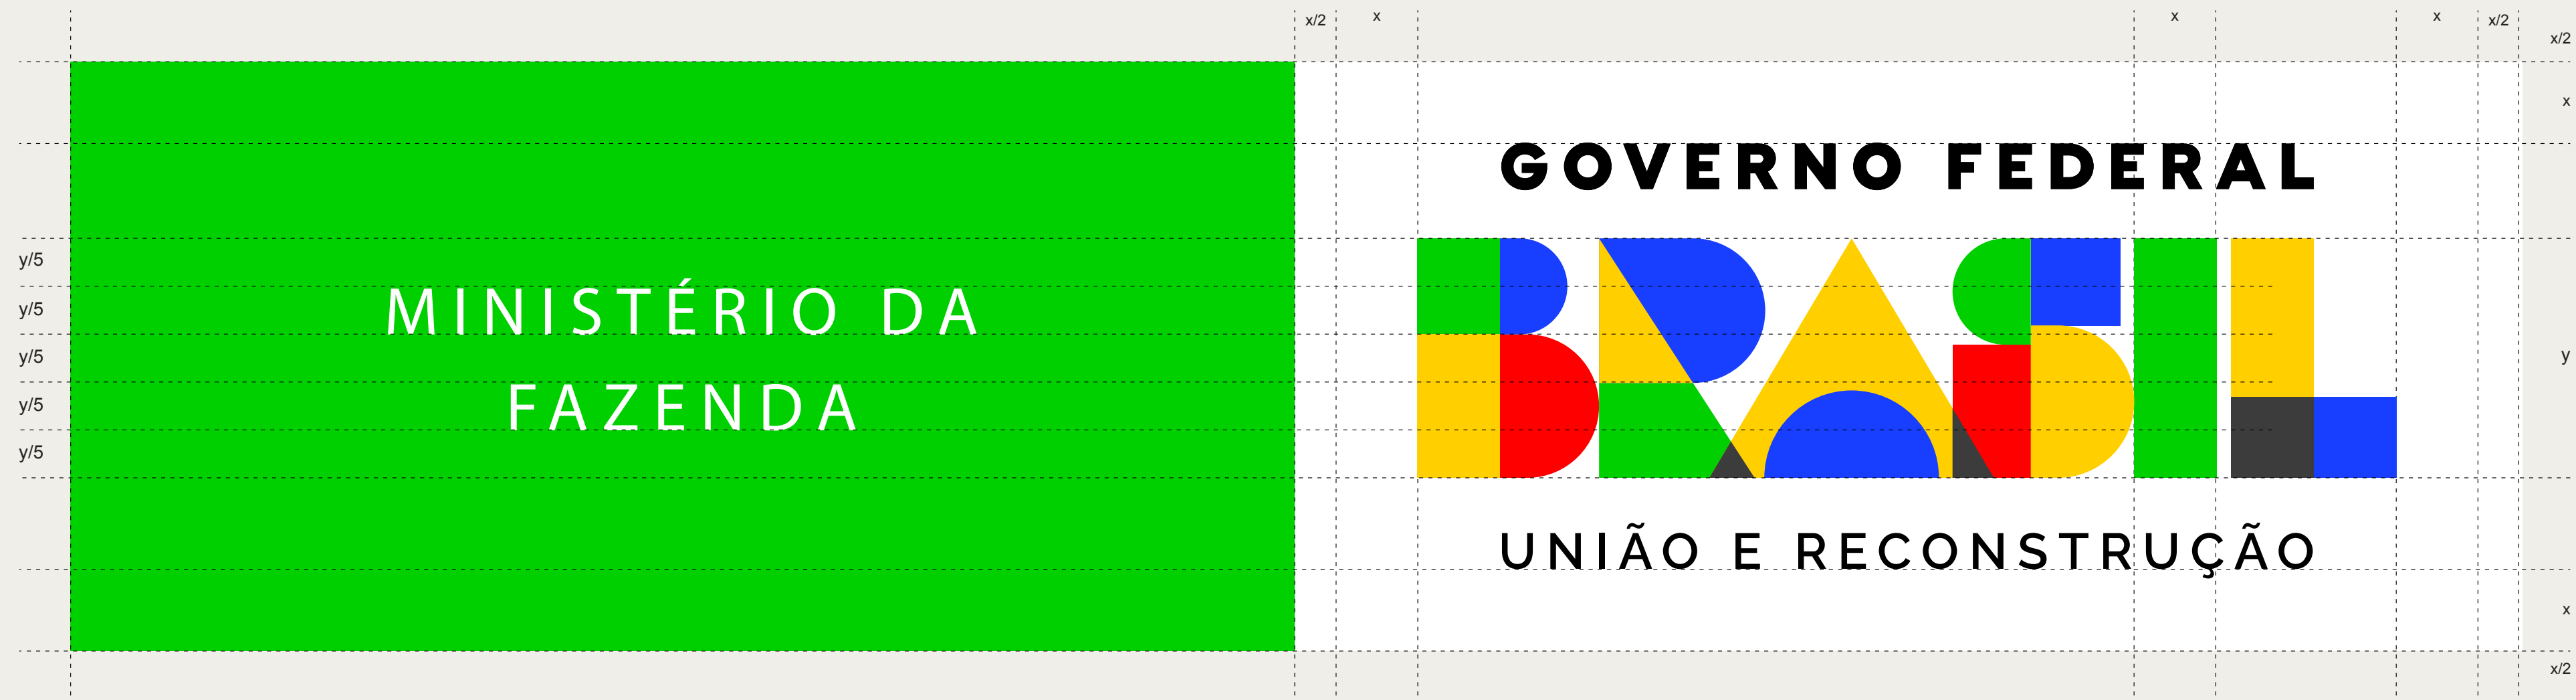 x/2 x x x x/2
x/2
x
GOVERNO FEDERAL
BRASIL
y/5
y/5
y/5
y/5
y/5
MINISTÉRIO DA
FAZENDA
y
UNIÃO E RECONSTRUÇÃO
x
x/2